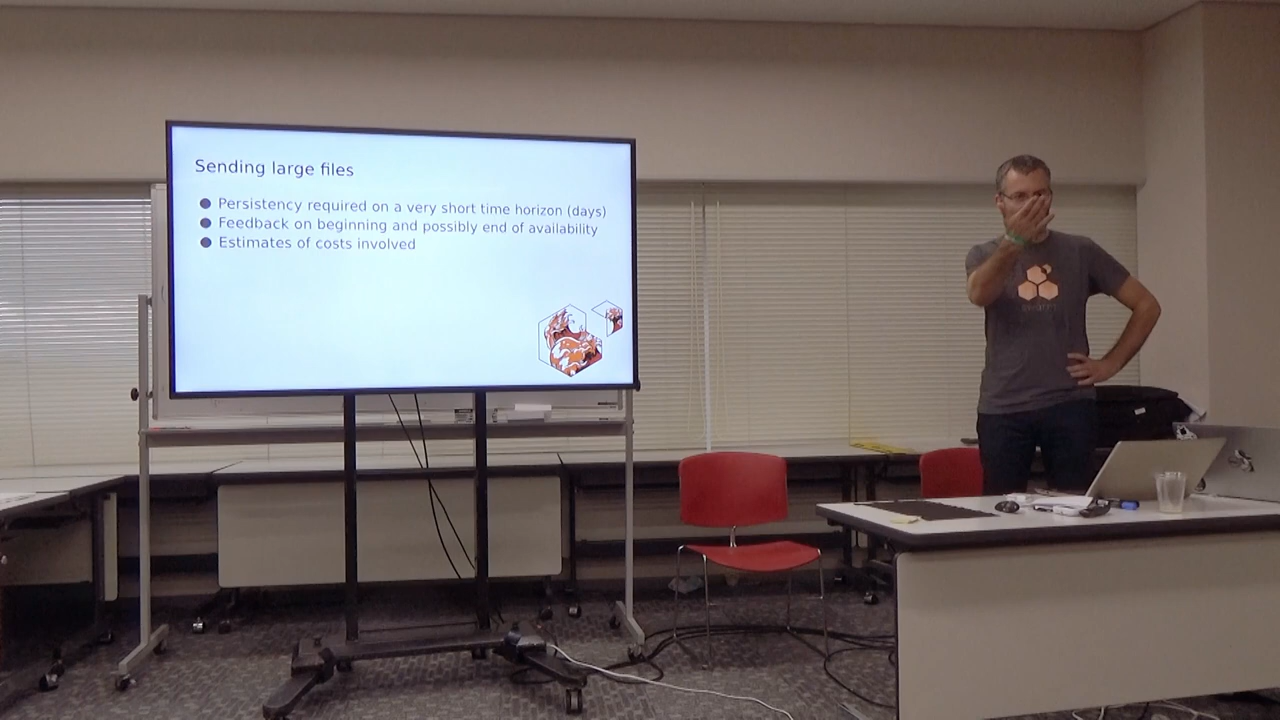 Sending large files
● Persistency required on a very short time horizon (days)
● Feedback on beginning and possibly end of availability
● Estimates of costs involved